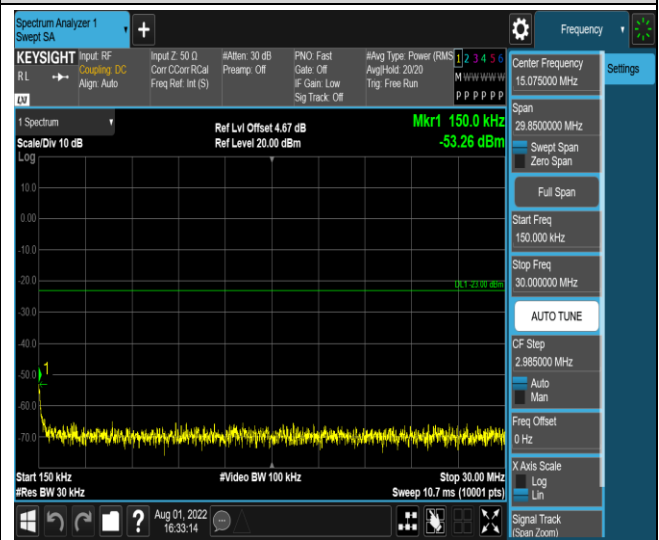 Spectrum Analyzer 1
Swept SA
Frequency
KEYSIGHT
RL
LXI
Input: RF
Coupling: DC
Align: Auto
Input Z: 50 Ω
Corr CCorr RCal
Freq Ref: Int (S)
#Atten: 30 dB
Preamp: Off
PNO: Fast
Gate: Off
IF Gain: Low
Sig Track: Off
#Avg Type: Power (RMS
Avg|Hold: 20/20
Trig: Free Run
1 2 3 4 5 6
M W W W W W
P P P P P P
1 Spectrum
Scale/Div 10 dB
Log
Ref Lvl Offset 4.67 dB
Ref Level 20.00 dBm
Mkr1 150.0 kHz
-53.26 dBm
10.0
0.00
-10.0
-20.0
DL1 -23.00 dBm
-30.0
-40.0
-50.0
1
-60.0
-70.0
Start 150 kHz
#Res BW 30 kHz
#Video BW 100 kHz
Stop 30.00 MHz
Sweep 10.7 ms (10001 pts)
Center Frequency
15.075000 MHz
Span
29.8500000 MHz
Swept Span
Zero Span
Full Span
Start Freq
150.000 kHz
Stop Freq
30.000000 MHz
AUTO TUNE
CF Step
2.985000 MHz
Auto
Man
Freq Offset
0 Hz
X Axis Scale
Log
Lin
Signal Track
(Span Zoom)
Settings
?
Aug 01, 2022
16:33:14